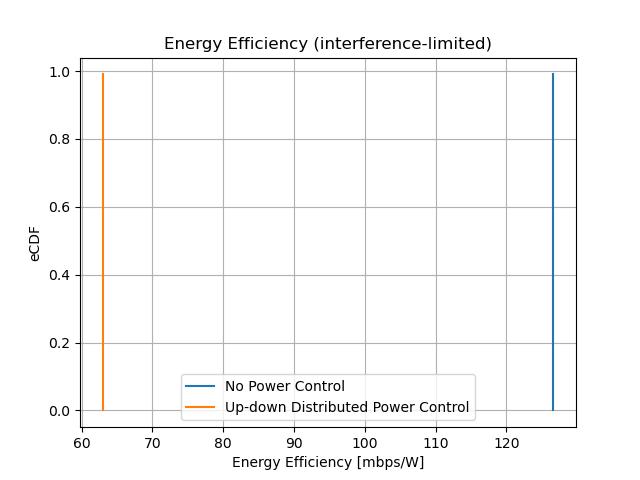 Energy Efficiency (interference-limited)
1.0
0.8
0.6
0.4
0.2
0.0
eCDF
No Power Control
Up-down Distributed Power Control
60 70 80 90 100 110 120
Energy Efficiency [mbps/W]